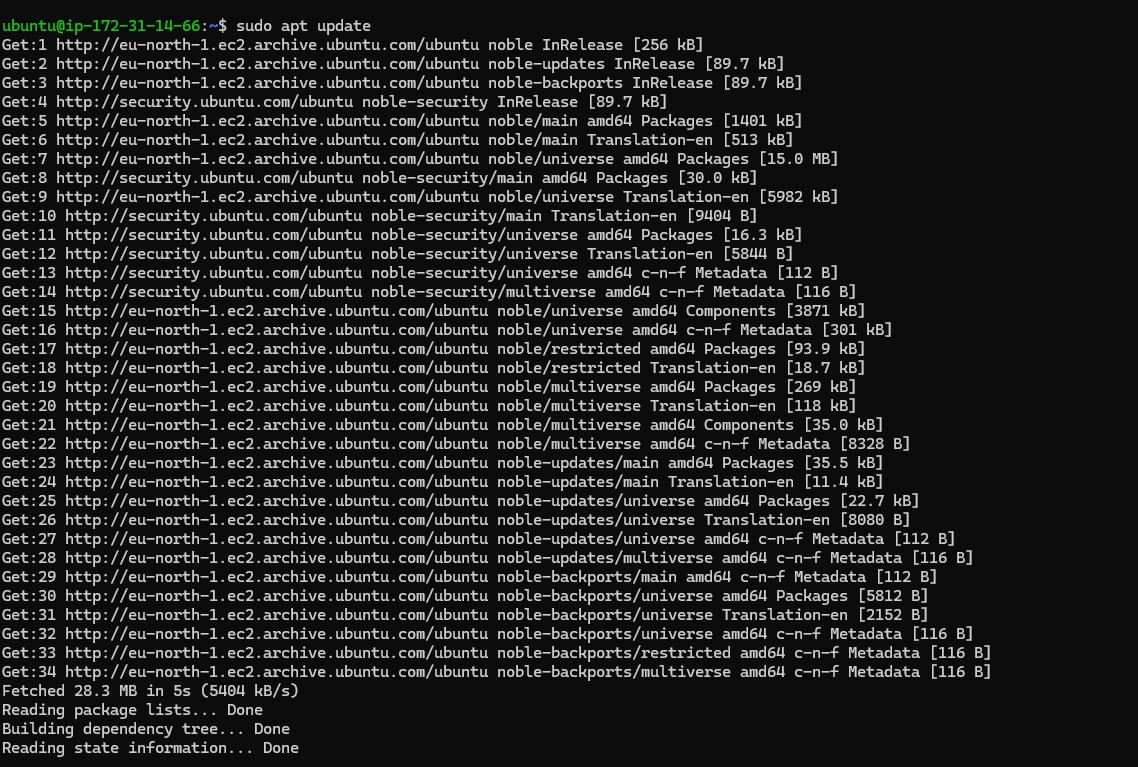 ubuntu@ip-172-31-14-66:~$ sudo apt update
Get:1 http://eu-north-1.ec2.archive.ubuntu.com/ubuntu noble InRelease [256 kB]
Get:2 http://eu-north-1.ec2.archive.ubuntu.com/ubuntu noble-updates InRelease [89.7 kB]
Get:3 http://eu-north-1.ec2.archive.ubuntu.com/ubuntu noble-backports InRelease [89.7 kB]
Get:4 http://security.ubuntu.com/ubuntu noble-security InRelease [89.7 kB]
Get:5 http://eu-north-1.ec2.archive.ubuntu.com/ubuntu noble/main amd64 Packages [1401 kB]
Get:6 http://eu-north-1.ec2.archive.ubuntu.com/ubuntu noble/main Translation-en [513 kB]
Get:7 http://eu-north-1.ec2.archive.ubuntu.com/ubuntu noble/universe amd64 Packages [15.0 MB]
Get:8 http://security.ubuntu.com/ubuntu noble-security/main amd64 Packages [30.0 kB]
Get:9 http://eu-north-1.ec2.archive.ubuntu.com/ubuntu noble/universe Translation-en [5982 kB]
Get:10 http://security.ubuntu.com/ubuntu noble-security/main Translation-en [9404 B]
Get:11 http://security.ubuntu.com/ubuntu noble-security/universe amd64 Packages [16.3 kB]
Get:12 http://security.ubuntu.com/ubuntu noble-security/universe Translation-en [5844 B]
Get:13 http://security.ubuntu.com/ubuntu noble-security/universe amd64 c-n-f Metadata [112 B]
Get:14 http://security.ubuntu.com/ubuntu noble-security/multiverse amd64 c-n-f Metadata [116 B]
Get:15 http://eu-north-1.ec2.archive.ubuntu.com/ubuntu noble/universe amd64 Components [3871 kB]
Get:16 http://eu-north-1.ec2.archive.ubuntu.com/ubuntu noble/universe amd64 c-n-f Metadata [301 kB]
Get:17 http://eu-north-1.ec2.archive.ubuntu.com/ubuntu noble/restricted amd64 Packages [93.9 kB]
Get:18 http://eu-north-1.ec2.archive.ubuntu.com/ubuntu noble/restricted Translation-en [18.7 kB]
Get:19 http://eu-north-1.ec2.archive.ubuntu.com/ubuntu noble/multiverse amd64 Packages [269 kB]
Get:20 http://eu-north-1.ec2.archive.ubuntu.com/ubuntu noble/multiverse Translation-en [118 kB]
Get:21 http://eu-north-1.ec2.archive.ubuntu.com/ubuntu noble/multiverse amd64 Components [35.0 kB]
Get:22 http://eu-north-1.ec2.archive.ubuntu.com/ubuntu noble/multiverse amd64 c-n-f Metadata [8328 B]
Get:23 http://eu-north-1.ec2.archive.ubuntu.com/ubuntu noble-updates/main amd64 Packages [35.5 kB]
Get:24 http://eu-north-1.ec2.archive.ubuntu.com/ubuntu noble-updates/main Translation-en [11.4 kB]
Get:25 http://eu-north-1.ec2.archive.ubuntu.com/ubuntu noble-updates/universe amd64 Packages [22.7 kB]
Get:26 http://eu-north-1.ec2.archive.ubuntu.com/ubuntu noble-updates/universe Translation-en [8080 B]
Get:27 http://eu-north-1.ec2.archive.ubuntu.com/ubuntu noble-updates/universe amd64 c-n-f Metadata [112 B]
Get:28 http://eu-north-1.ec2.archive.ubuntu.com/ubuntu noble-updates/multiverse amd64 c-n-f Metadata [116 B]
Get:29 http://eu-north-1.ec2.archive.ubuntu.com/ubuntu noble-backports/main amd64 c-n-f Metadata [112 B]
Get:30 http://eu-north-1.ec2.archive.ubuntu.com/ubuntu noble-backports/universe amd64 Packages [5812 B]
Get:31 http://eu-north-1.ec2.archive.ubuntu.com/ubuntu noble-backports/universe Translation-en [2152 B]
Get:32 http://eu-north-1.ec2.archive.ubuntu.com/ubuntu noble-backports/universe amd64 c-n-f Metadata [116 B]
Get:33 http://eu-north-1.ec2.archive.ubuntu.com/ubuntu noble-backports/restricted amd64 c-n-f Metadata [116 B]
Get:34 http://eu-north-1.ec2.archive.ubuntu.com/ubuntu noble-backports/multiverse amd64 c-n-f Metadata [116 B]
Fetched 28.3 MB in 5s (5404 kB/s)
Reading package lists... Done
Building dependency tree... Done
Reading state information... Done